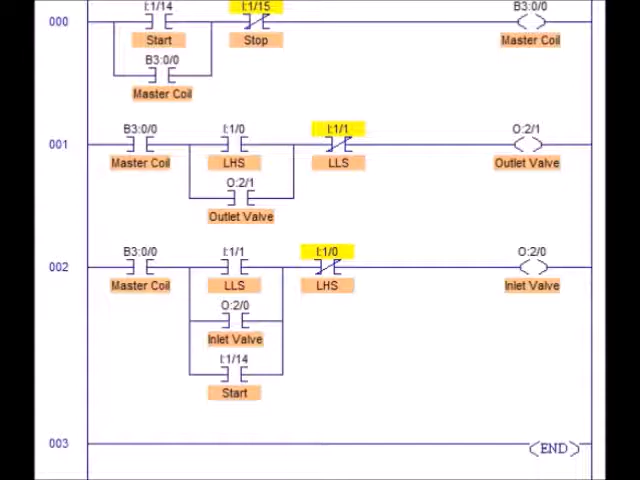 I:1/14 I:1/15 B3:0/0
000
Start Stop Master Coil
B3:0/0
Master Coil
B3:0/0 I:1/0 I:1/1 O:2/1
001
Master Coil LHS LLS Outlet Valve
O:2/1
Outlet Valve
B3:0/0 I:1/1 I:1/0 O:2/0
002
Master Coil LLS LHS Inlet Valve
O:2/0
Inlet Valve
I:1/14
Start
003 END